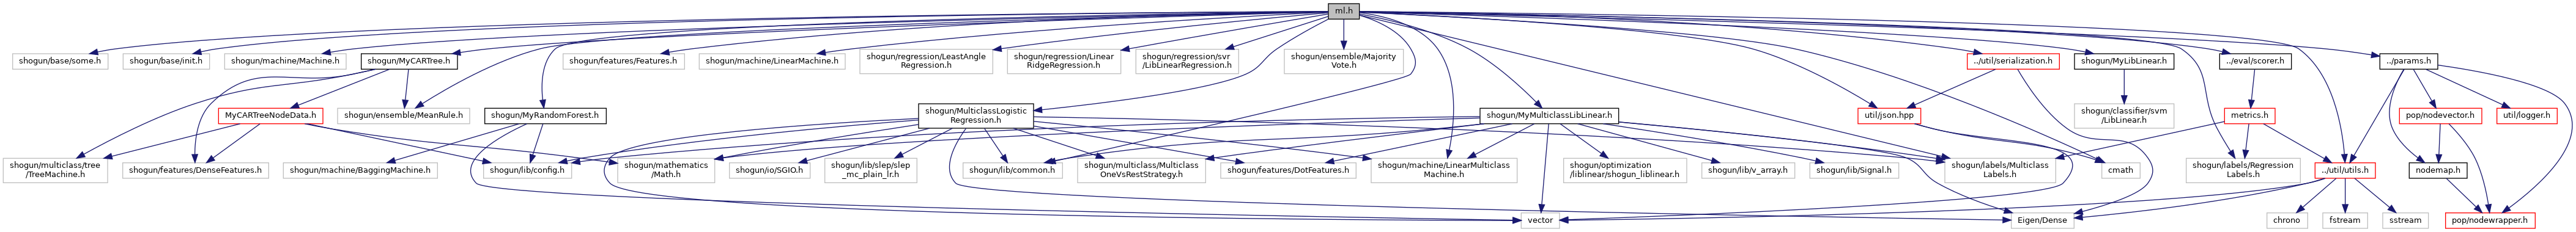 ml.h
shogun/base/some.h
shogun/base/init.h
shogun/machine/Machine.h
shogun/MyCARTree.h
shogun/features/Features.h
shogun/machine/LinearMachine.h
shogun/regression/LeastAngle
Regression.h
shogun/regression/Linear
RidgeRegression.h
shogun/regression/svr
/LibLinearRegression.h
shogun/ensemble/Majority
Vote.h
../util/serialization.h
shogun/MyLibLinear.h
../eval/scorer.h
../params.h
MyCARTreeNodeData.h
shogun/ensemble/MeanRule.h
shogun/MyRandomForest.h
shogun/MulticlassLogistic
Regression.h
shogun/MyMulticlassLibLinear.h
util/json.hpp
shogun/classifier/svm
/LibLinear.h
metrics.h
pop/nodevector.h
util/logger.h
shogun/multiclass/tree
/TreeMachine.h
shogun/features/DenseFeatures.h
shogun/machine/BaggingMachine.h
shogun/lib/config.h
shogun/mathematics
/Math.h
shogun/io/SGIO.h
shogun/lib/slep/slep
_mc_plain_lr.h
shogun/lib/common.h
shogun/multiclass/Multiclass
OneVsRestStrategy.h
shogun/features/DotFeatures.h
shogun/machine/LinearMulticlass
Machine.h
shogun/optimization
/liblinear/shogun_liblinear.h
shogun/lib/v_array.h
shogun/lib/Signal.h
shogun/labels/Multiclass
Labels.h
cmath
shogun/labels/Regression
Labels.h
../util/utils.h
nodemap.h
vector
Eigen/Dense
chrono
fstream
sstream
pop/nodewrapper.h